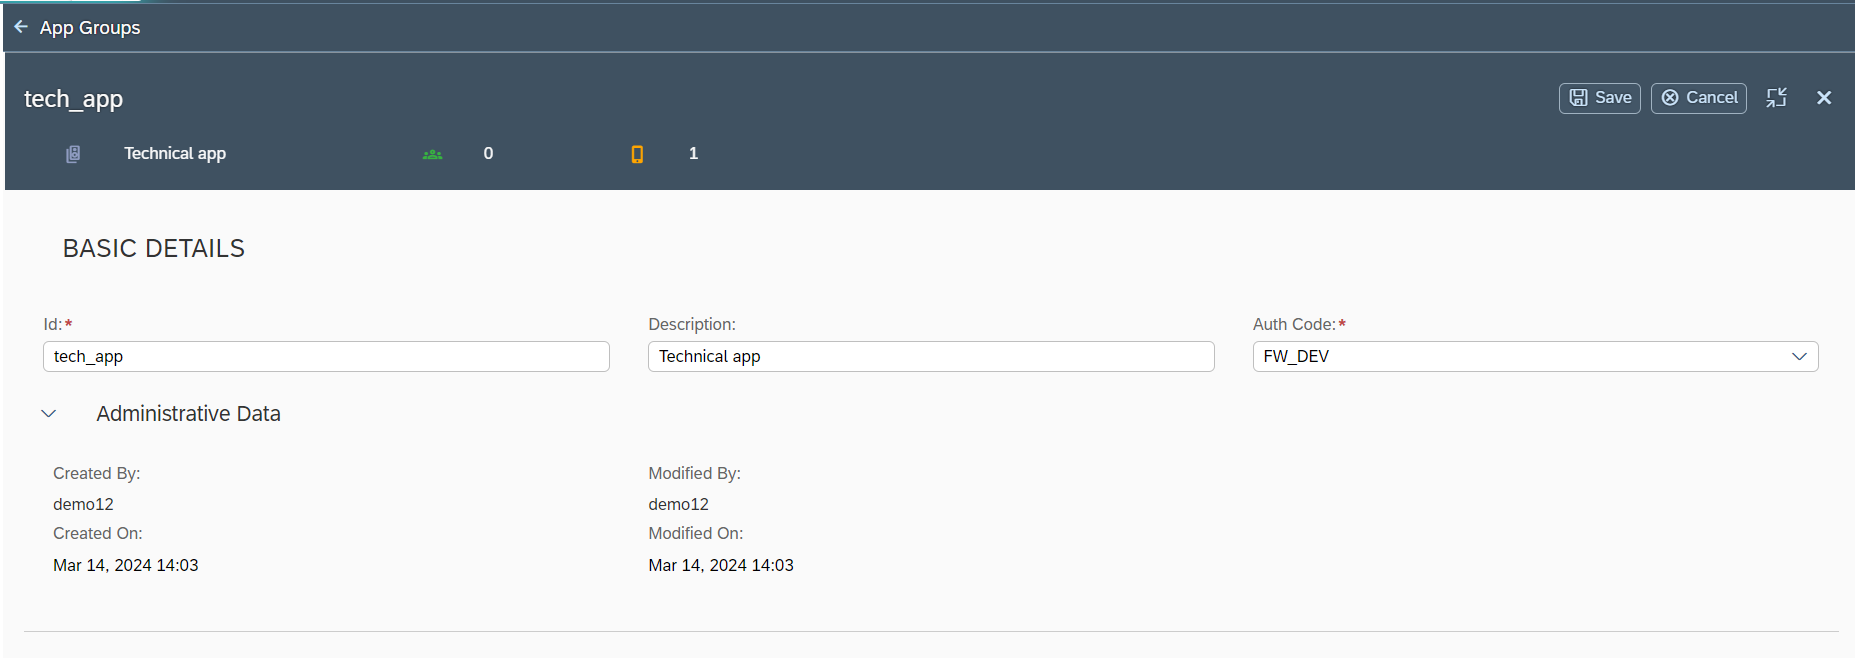 App Groups
tech_app
Save Cancel
Technical app 0 1
BASIC DETAILS
Id:* Description: Auth Code:*
tech_app Technical app FW_DEV
Administrative Data
Created By: Modified By:
demo12 demo12
Created On: Modified On:
Mar 14, 2024 14:03 Mar 14, 2024 14:03